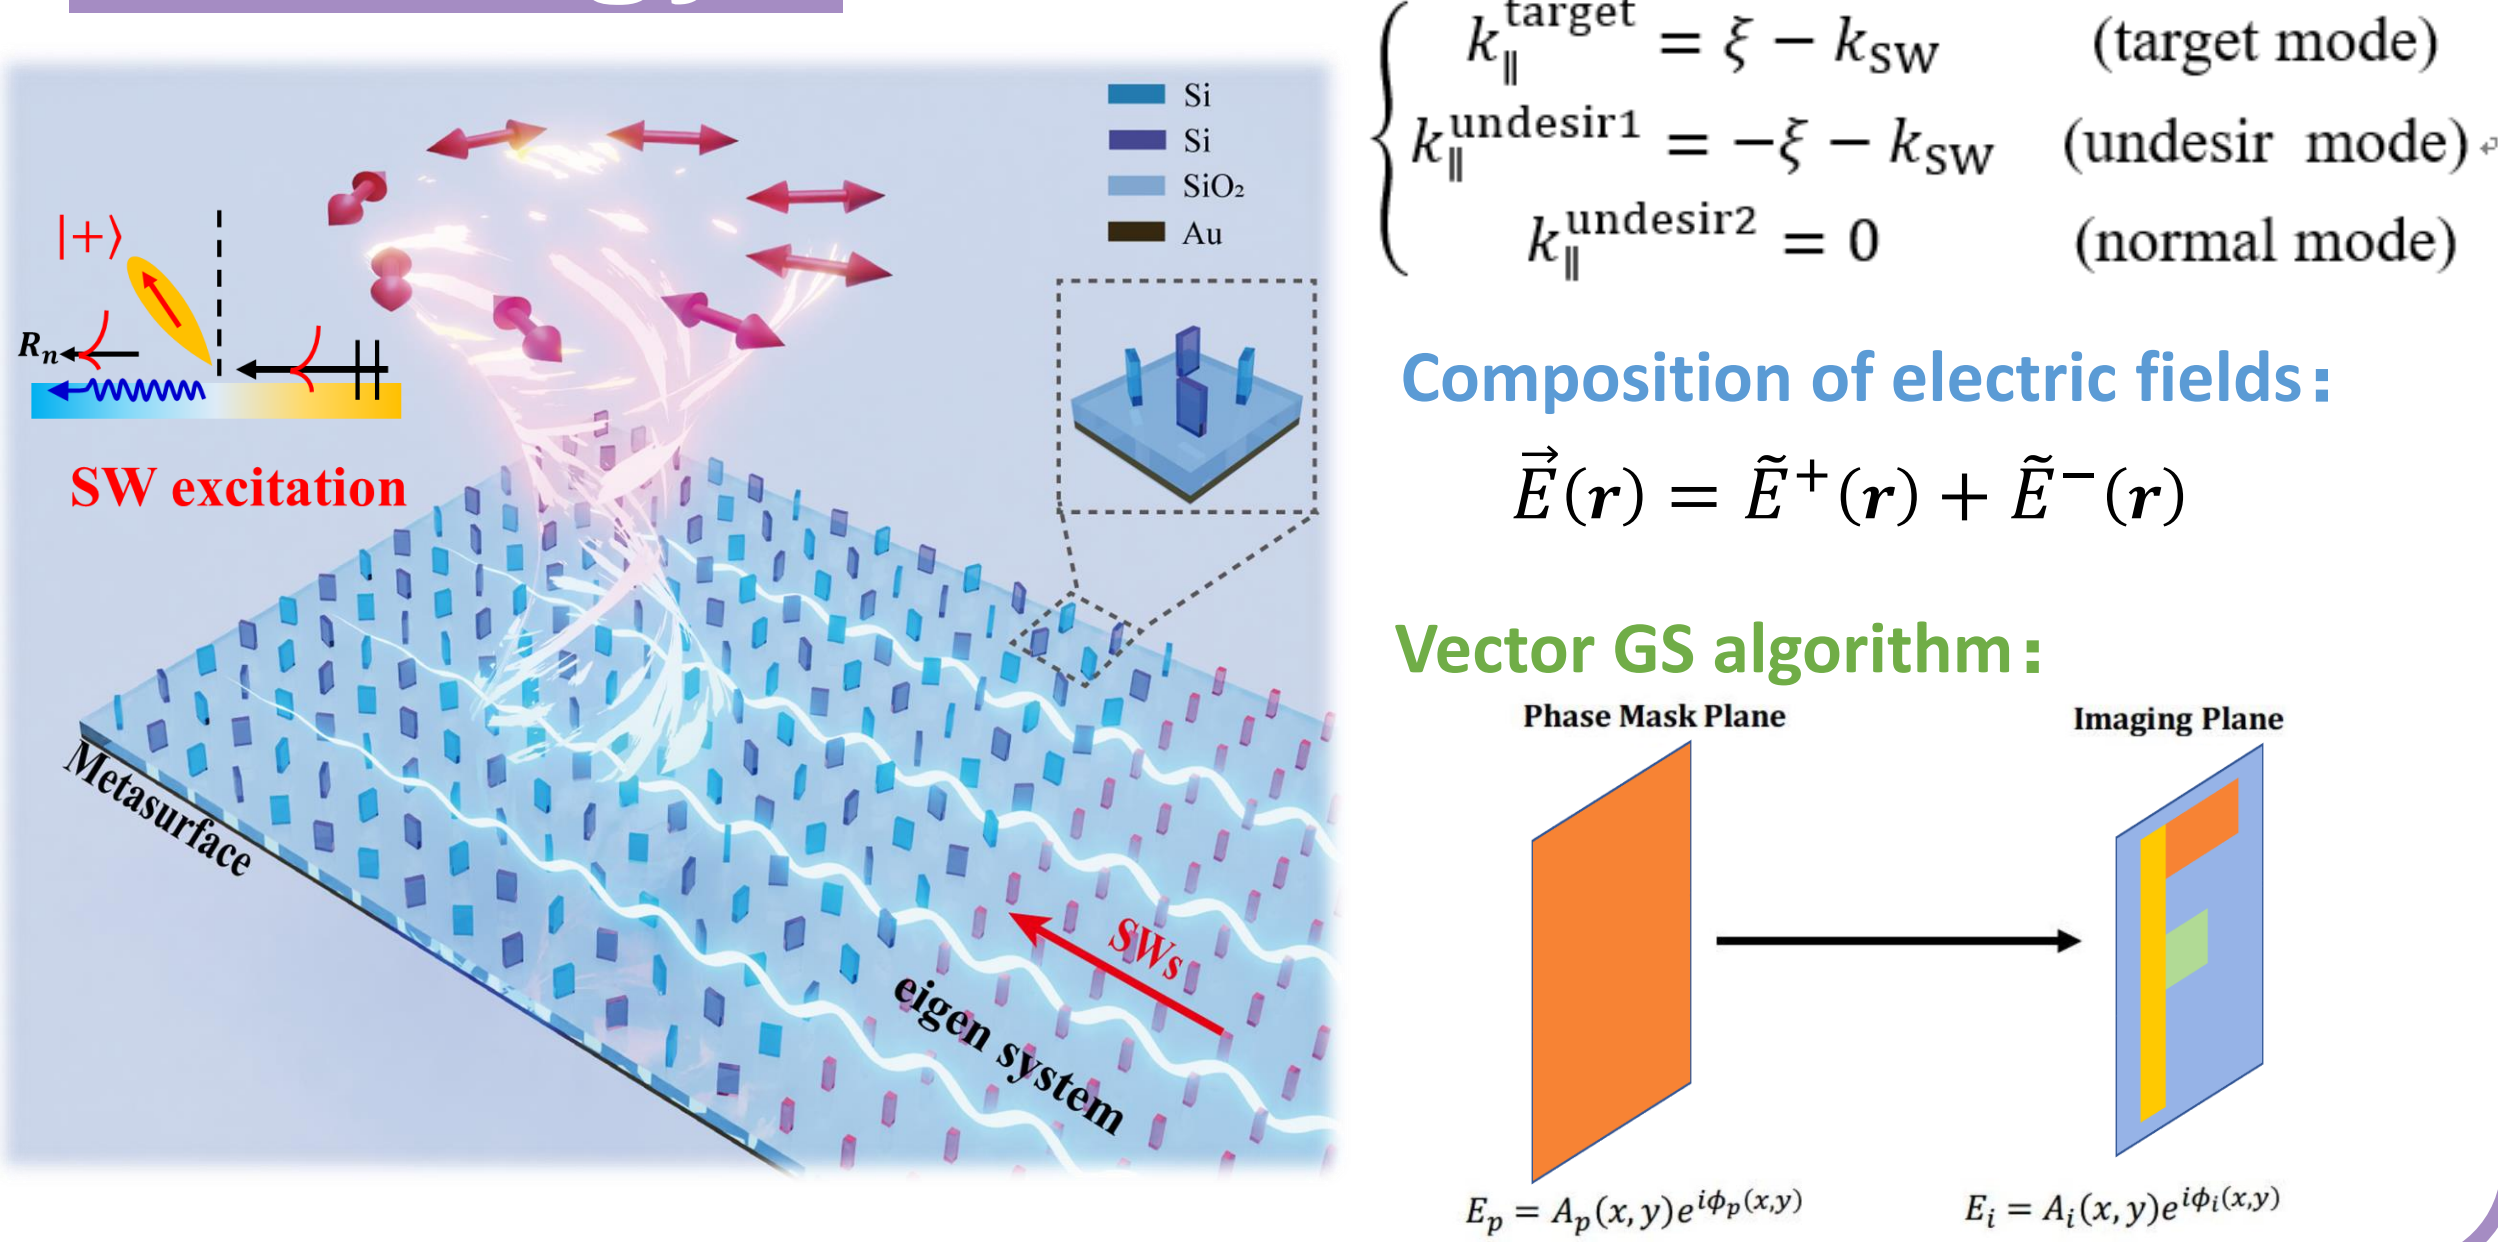 Si
Si
SiO₂
Au
|+⟩
Rₙ
SW excitation
Metasurface
SWs
eigen system
k_∥^target = ξ − k_SW (target mode)
k_∥^undesir1 = −ξ − k_SW (undesir mode)↵
k_∥^undesir2 = 0 (normal mode)
Composition of electric fields:
E⃗(r) = Ẽ⁺(r) + Ẽ⁻(r)
Vector GS algorithm:
Phase Mask Plane
Imaging Plane
E_p = A_p(x,y)e^{iϕ_p(x,y)}
E_i = A_i(x,y)e^{iϕ_i(x,y)}